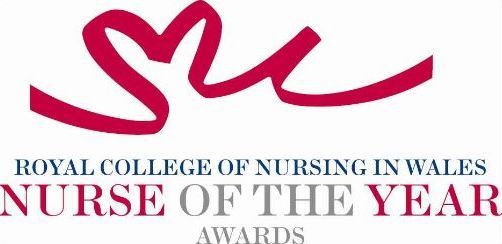 ROYAL COLLEGE OF NURSING IN WALES
NURSE OF THE YEAR
AWARDS